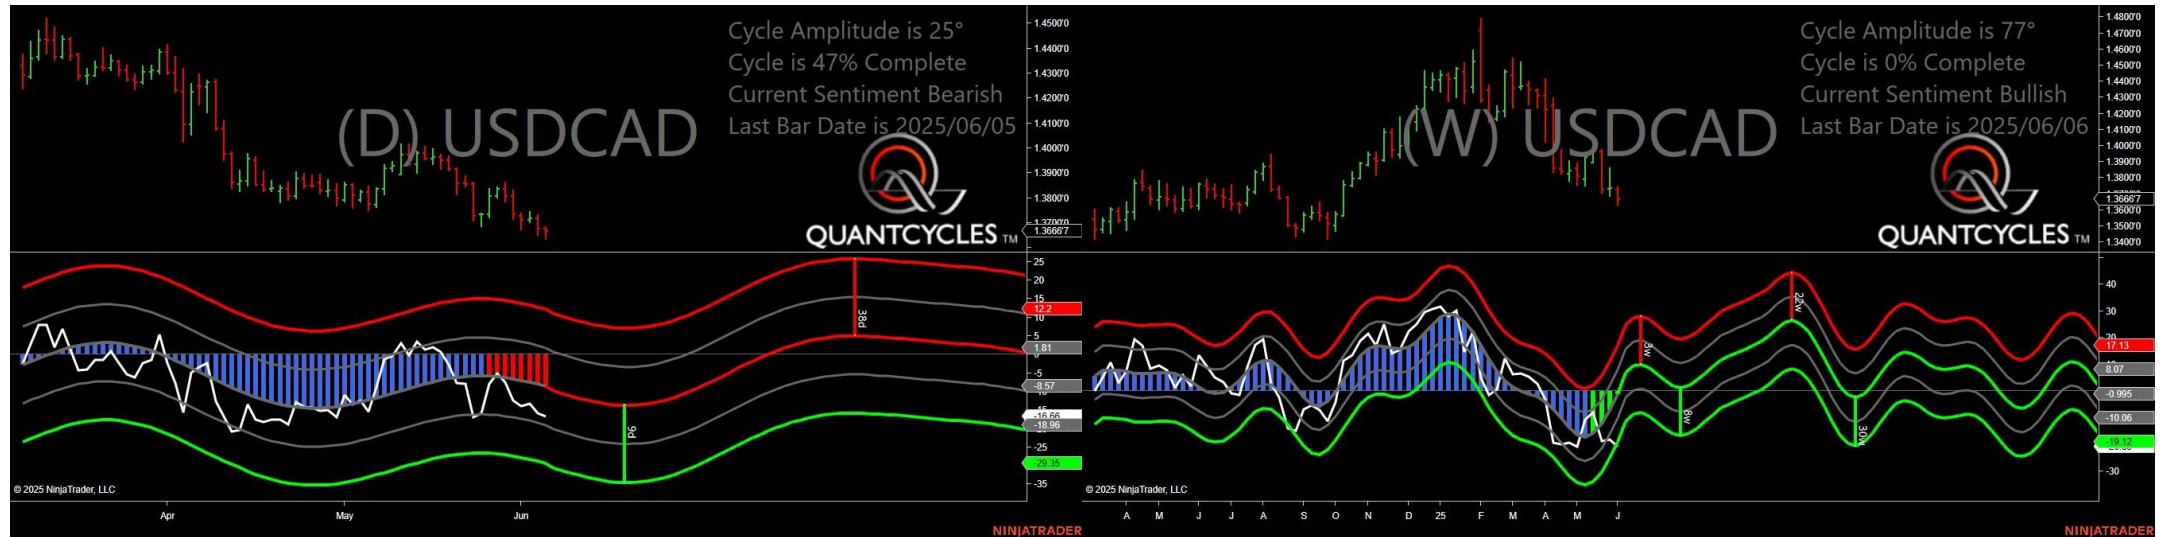 Cycle Amplitude is 25°
Cycle is 47% Complete
Current Sentiment Bearish
Last Bar Date is 2025/06/05
(D) USDCAD
QUANTCYCLES TM
1.4500'0
1.4400'0
1.4300'0
1.4200'0
1.4100'0
1.4000'0
1.3900'0
1.3800'0
1.3700'0
1.3666'7
25
20
15
12.2
10
5
1.81
0
-5
-8.57
-16.66
-18.96
-25
-29.35
-35
38d
9d
© 2025 NinjaTrader, LLC
Apr May Jun
NINJATRADER
Cycle Amplitude is 77°
Cycle is 0% Complete
Current Sentiment Bullish
Last Bar Date is 2025/06/06
(W) USDCAD
QUANTCYCLES TM
1.4800'0
1.4700'0
1.4600'0
1.4500'0
1.4400'0
1.4300'0
1.4200'0
1.4100'0
1.4000'0
1.3900'0
1.3800'0
1.3666'7
1.3600'0
1.3500'0
1.3400'0
40
30
17.13
8.07
-0.995
-10.06
-19.12
-30
22w
8w
30w
© 2025 NinjaTrader, LLC
A M J J A S O N D 25 F M A M J
NINJATRADER